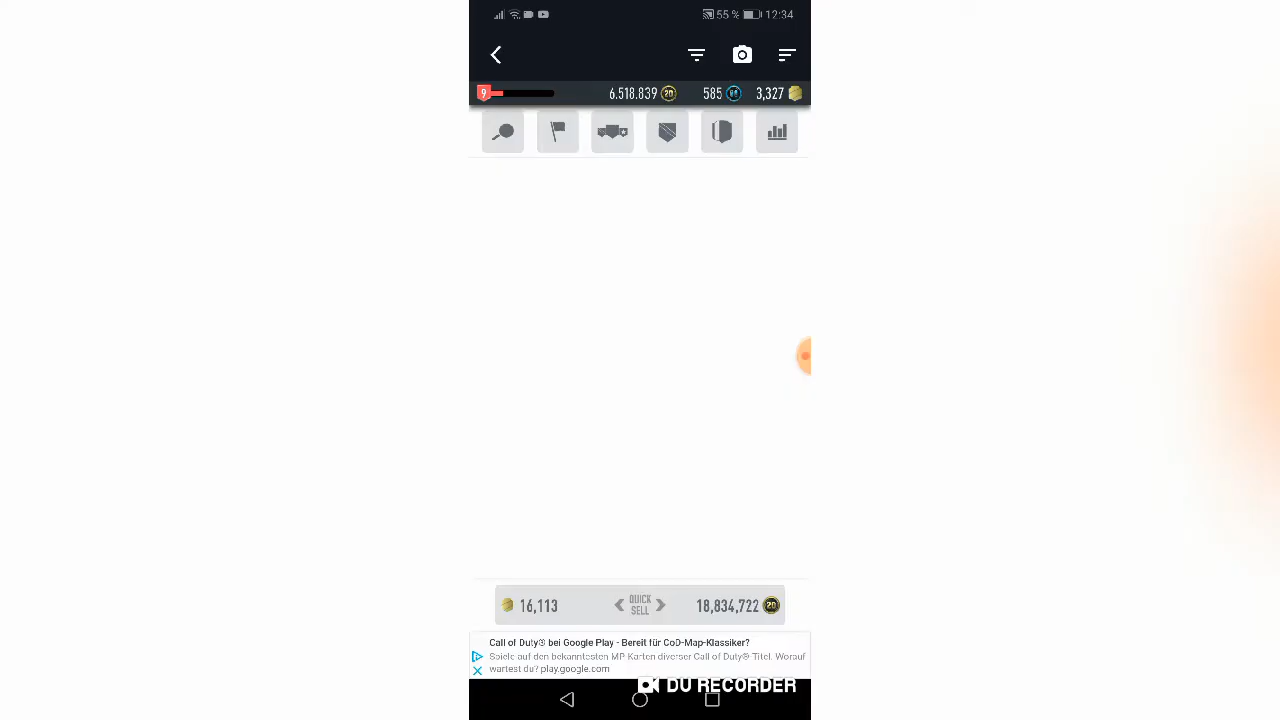 55 % 12:34
9 6.518.839 20 585 3,327
16,113 QUICK SELL 18,834,722 20
Call of Duty® bei Google Play - Bereit für CoD-Map-Klassiker?
Spiele auf den bekanntesten MP Karten diverser Call of Duty® Titel. Worauf
wartest du? play.google.com
DU RECORDER